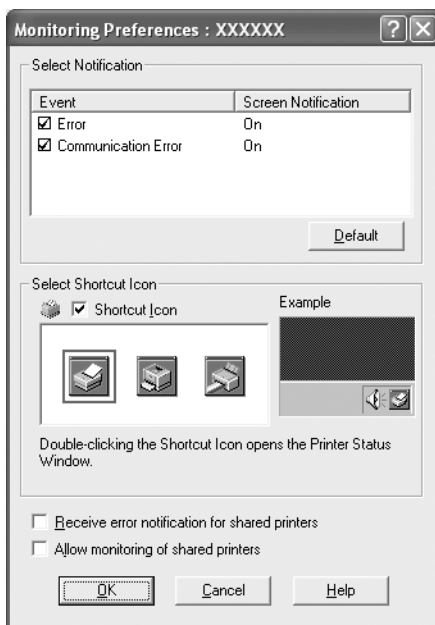 Monitoring Preferences : XXXXXX
Select Notification
Event Screen Notification
Error On
Communication Error On
Default
Select Shortcut Icon
Shortcut Icon Example
Double-clicking the Shortcut Icon opens the Printer Status
Window.
Receive error notification for shared printers
Allow monitoring of shared printers
OK Cancel Help